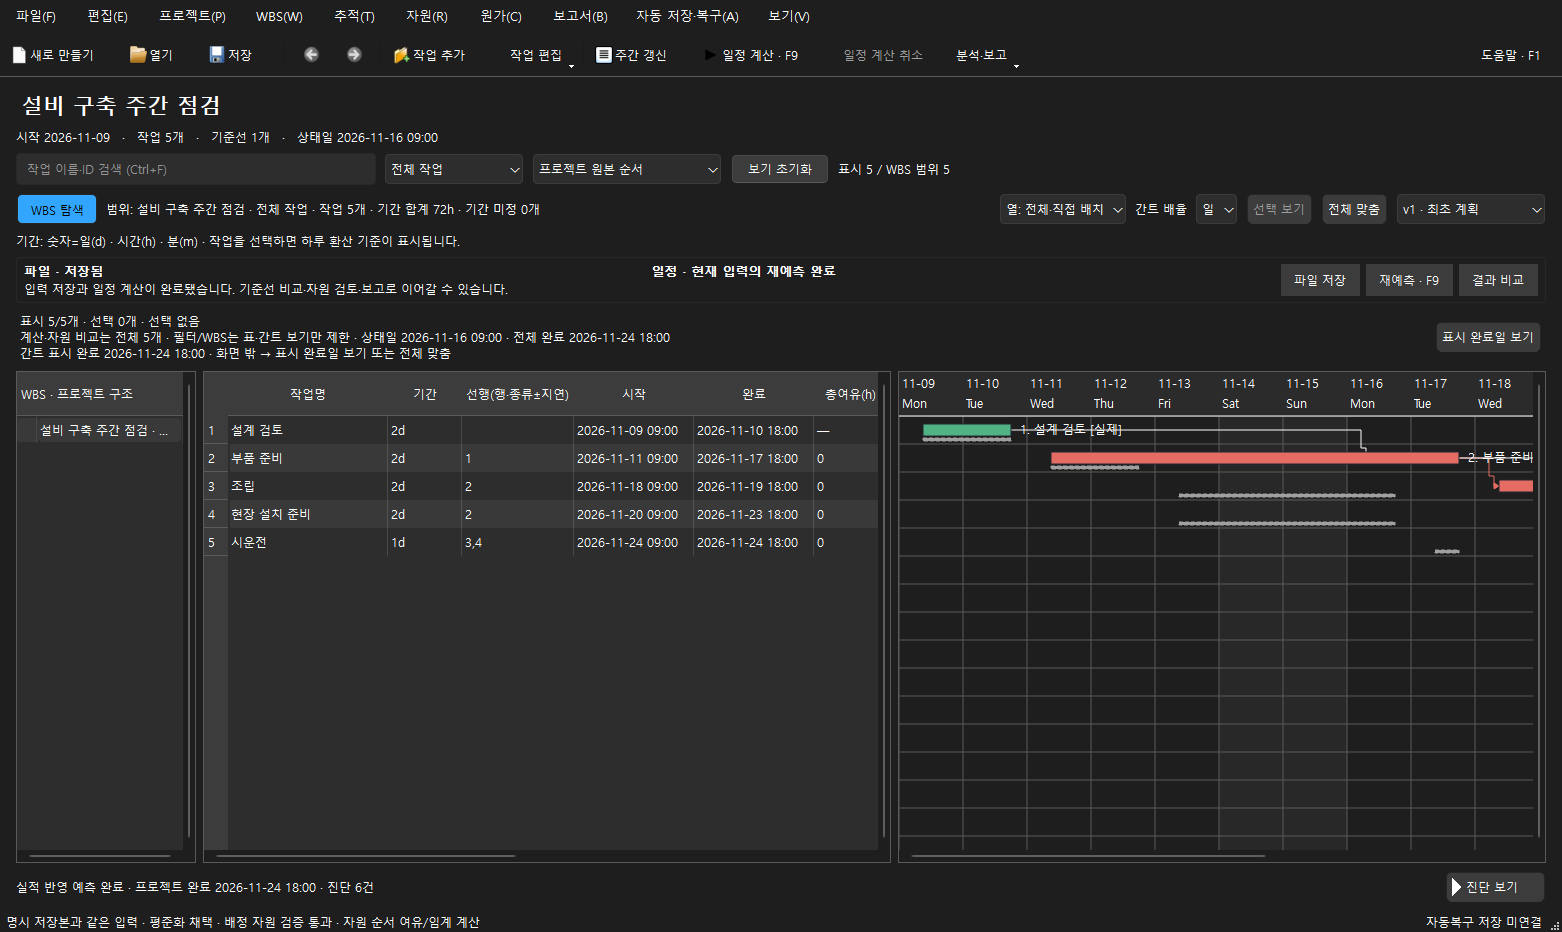 파일(F) 편집(E) 프로젝트(P) WBS(W) 추적(T) 자원(R) 원가(C) 보고서(B) 자동 저장·복구(A) 보기(V)
새로 만들기 열기 저장 작업 추가 작업 편집 주간 갱신 일정 계산 · F9 일정 계산 취소 분석·보고 도움말 · F1
설비 구축 주간 점검
시작 2026-11-09 · 작업 5개 · 기준선 1개 · 상태일 2026-11-16 09:00
작업 이름·ID 검색 (Ctrl+F) 전체 작업 프로젝트 원본 순서 보기 초기화 표시 5 / WBS 범위 5
WBS 탐색 범위: 설비 구축 주간 점검 · 전체 작업 · 작업 5개 · 기간 합계 72h · 기간 미정 0개 열: 전체·직접 배치 간트 배율 일 선택 보기 전체 맞춤 v1 · 최초 계획
기간: 숫자=일(d) · 시간(h) · 분(m) · 작업을 선택하면 하루 환산 기준이 표시됩니다.
파일 · 저장됨 일정 · 현재 입력의 재예측 완료
입력 저장과 일정 계산이 완료됐습니다. 기준선 비교·자원 검토·보고로 이어갈 수 있습니다. 파일 저장 재예측 · F9 결과 비교
표시 5/5개 · 선택 0개 · 선택 없음
계산·자원 비교는 전체 5개 · 필터/WBS는 표·간트 보기만 제한 · 상태일 2026-11-16 09:00 · 전체 완료 2026-11-24 18:00 표시 완료일 보기
간트 표시 완료 2026-11-24 18:00 · 화면 밖 → 표시 완료일 보기 또는 전체 맞춤
WBS · 프로젝트 구조 작업명 기간 선행(행·종류±지연) 시작 완료 총여유(h)
11-09 11-10 11-11 11-12 11-13 11-14 11-15 11-16 11-17 11-18
Mon Tue Wed Thu Fri Sat Sun Mon Tue Wed
설비 구축 주간 점검 · ... 1 설계 검토 2d 2026-11-09 09:00 2026-11-10 18:00 — 1. 설계 검토 [실제]
2 부품 준비 2d 1 2026-11-11 09:00 2026-11-17 18:00 0 2. 부품 준비
3 조립 2d 2 2026-11-18 09:00 2026-11-19 18:00 0
4 현장 설치 준비 2d 2 2026-11-20 09:00 2026-11-23 18:00 0
5 시운전 1d 3,4 2026-11-24 09:00 2026-11-24 18:00 0
실적 반영 예측 완료 · 프로젝트 완료 2026-11-24 18:00 · 진단 6건 진단 보기
명시 저장본과 같은 입력 · 평준화 채택 · 배정 자원 검증 통과 · 자원 순서 여유/임계 계산 자동복구 저장 미연결